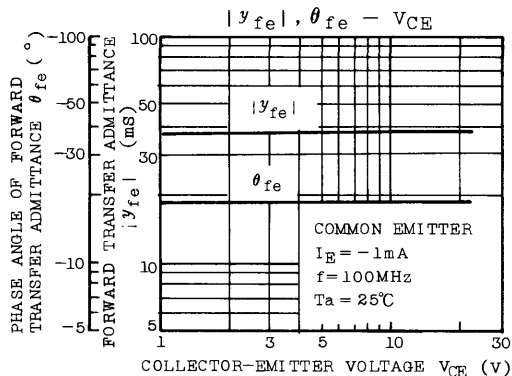 |yfe| , θfe – VCE
PHASE ANGLE OF FORWARD
TRANSFER ADMITTANCE θfe (°)
-100
-50
-30
-10
-5
FORWARD TRANSFER ADMITTANCE
|yfe| (mS)
100
50
30
10
5
|yfe|
θfe
COMMON EMITTER
IE = -1mA
f = 100MHz
Ta = 25℃
1 3 5 10 30
COLLECTOR-EMITTER VOLTAGE VCE (V)